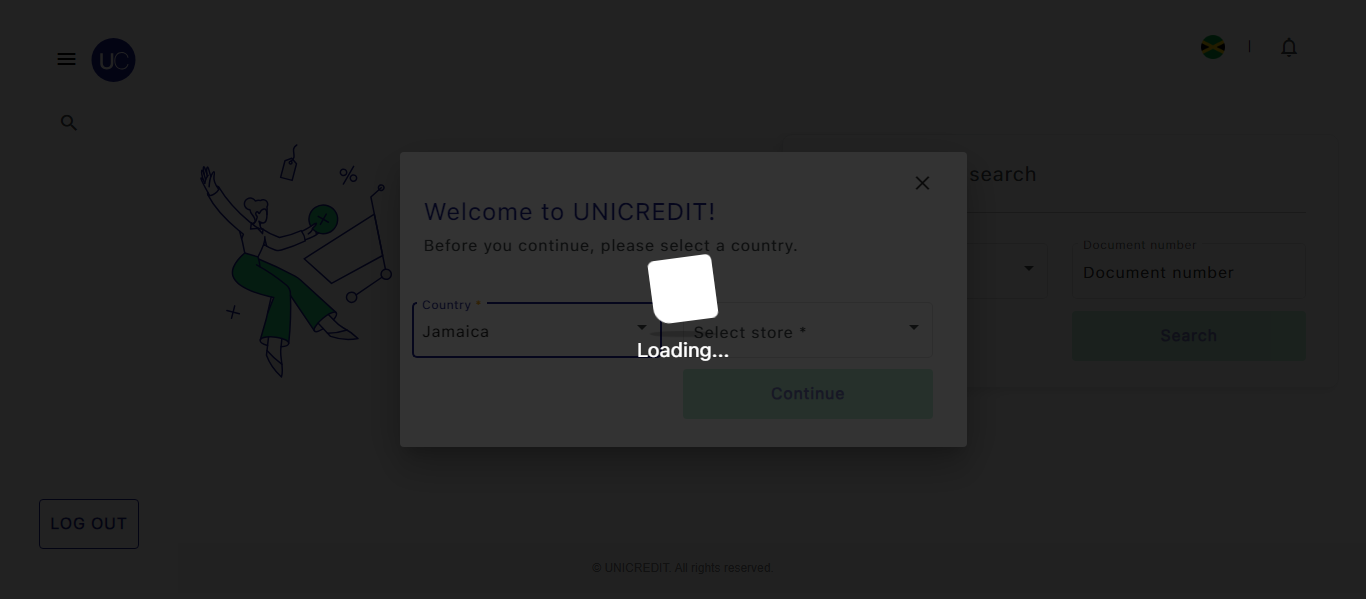 UC
search
Welcome to UNICREDIT!
Before you continue, please select a country.
Document number
Document number
Country *
Jamaica
Select store *
Search
Loading...
Continue
LOG OUT
© UNICREDIT. All rights reserved.